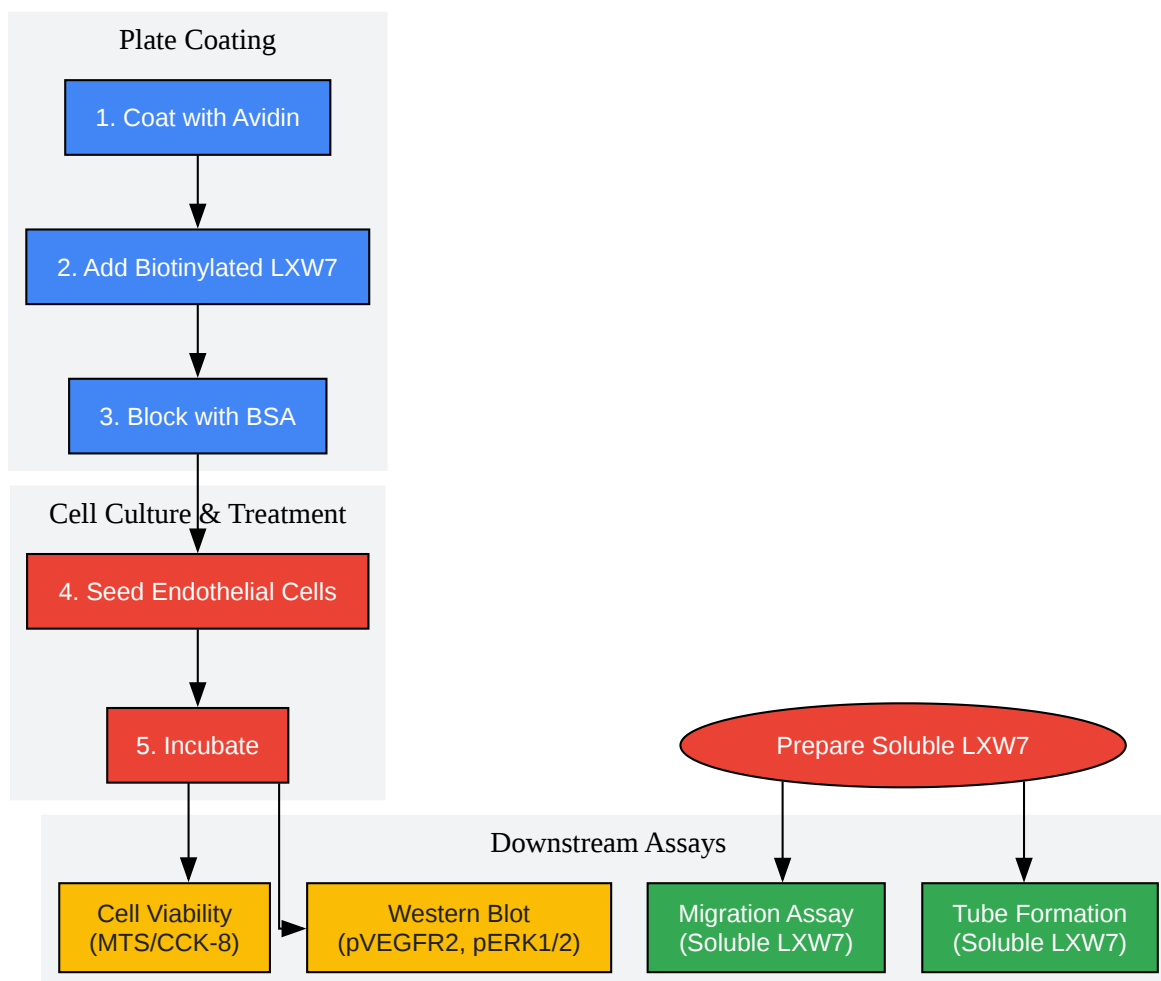 Plate Coating
1. Coat with Avidin
2. Add Biotinylated LXW7
3. Block with BSA
Cell Culture & Treatment
4. Seed Endothelial Cells
5. Incubate
Prepare Soluble LXW7
Downstream Assays
Cell Viability
(MTS/CCK-8)
Western Blot
(pVEGFR2, pERK1/2)
Migration Assay
(Soluble LXW7)
Tube Formation
(Soluble LXW7)